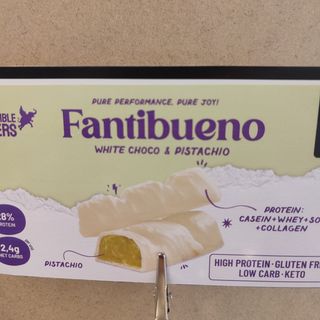 PURE PERFORMANCE, PURE JOY!
Fantibueno
WHITE CHOCO & PISTACHIO
PROTEIN:
CASEIN+WHEY+SO
+COLLAGEN
28%
PROTEIN
2,4g
NET CARBS
PISTACHIO
HIGH PROTEIN·GLUTEN FRE
LOW CARB·KETO